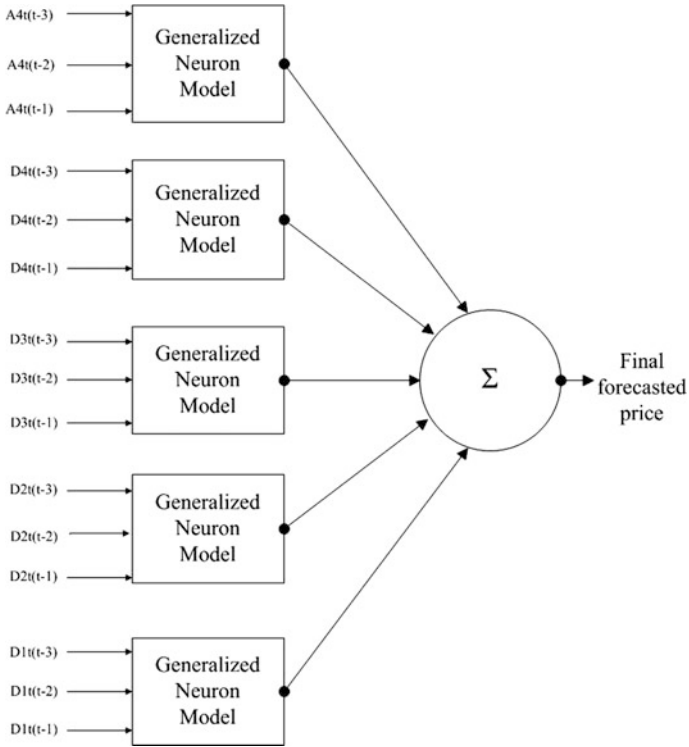 A4t(t-3)
A4t(t-2)
A4t(t-1)
Generalized
Neuron
Model
D4t(t-3)
D4t(t-2)
D4t(t-1)
Generalized
Neuron
Model
D3t(t-3)
D3t(t-2)
D3t(t-1)
Generalized
Neuron
Model
D2t(t-3)
D2t(t-2)
D2t(t-1)
Generalized
Neuron
Model
D1t(t-3)
D1t(t-2)
D1t(t-1)
Generalized
Neuron
Model
Σ
Final
forecasted
price